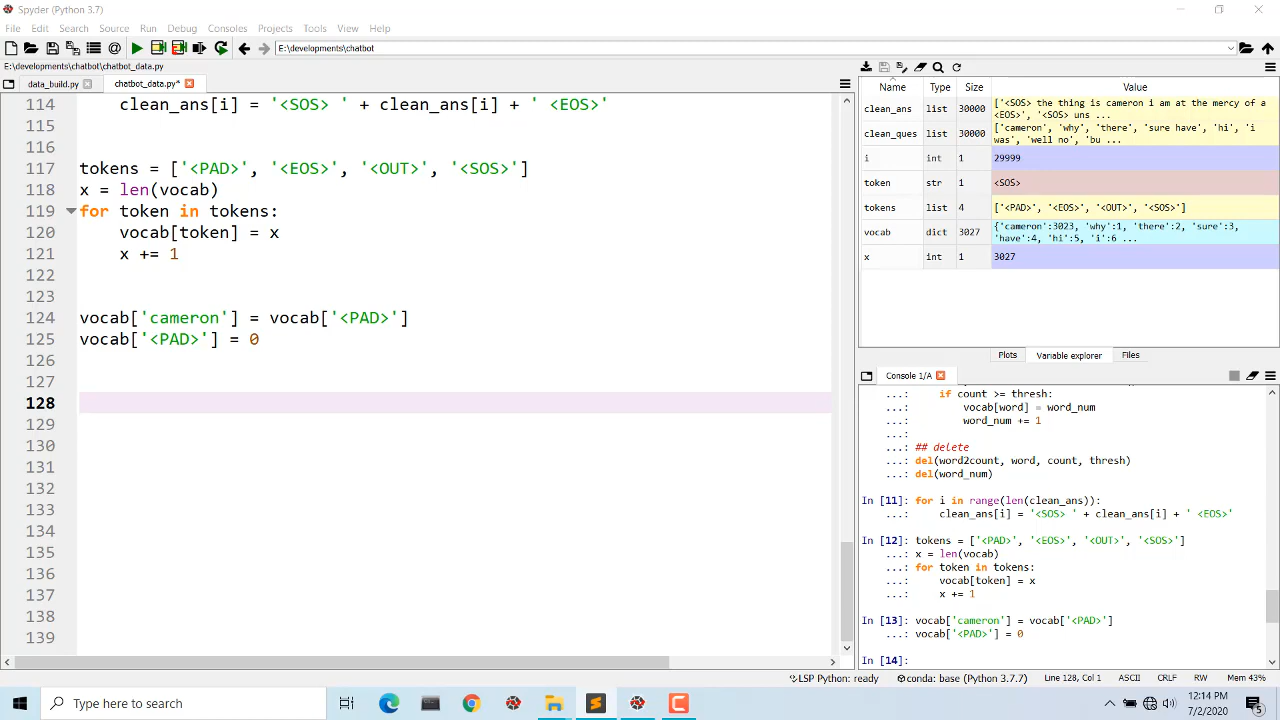 Spyder (Python 3.7)
File Edit Search Source Run Debug Consoles Projects Tools View Help
E:\developments\chatbot
E:\developments\chatbot\chatbot_data.py
data_build.py
chatbot_data.py*
114 clean_ans[i] = '<SOS> ' + clean_ans[i] + ' <EOS>'
115
116
117 tokens = ['<PAD>', '<EOS>', '<OUT>', '<SOS>']
118 x = len(vocab)
119 for token in tokens:
120 vocab[token] = x
121 x += 1
122
123
124 vocab['cameron'] = vocab['<PAD>']
125 vocab['<PAD>'] = 0
126
127
128
129
130
131
132
133
134
135
136
137
138
139
Name Type Size Value
clean_ans list 30000 ['<SOS> the thing is cameron i am at the mercy of a
<EOS>', '<SOS> uns ...
clean_ques list 30000 ['cameron', 'why', 'there', 'sure have', 'hi', 'i
was', 'well no', 'bu ...
i int 1 29999
token str 1 <SOS>
tokens list 4 ['<PAD>', '<EOS>', '<OUT>', '<SOS>']
vocab dict 3027 {'cameron':3023, 'why':1, 'there':2, 'sure':3,
'have':4, 'hi':5, 'i':6 ...
x int 1 3027
Plots Variable explorer Files
Console 1/A
...: if count >= thresh:
...: vocab[word] = word_num
...: word_num += 1
...:
...: ## delete
...: del(word2count, word, count, thresh)
...: del(word_num)
In [11]: for i in range(len(clean_ans)):
...: clean_ans[i] = '<SOS> ' + clean_ans[i] + ' <EOS>'
In [12]: tokens = ['<PAD>', '<EOS>', '<OUT>', '<SOS>']
...: x = len(vocab)
...: for token in tokens:
...: vocab[token] = x
...: x += 1
In [13]: vocab['cameron'] = vocab['<PAD>']
...: vocab['<PAD>'] = 0
In [14]:
LSP Python: ready conda: base (Python 3.7.7) Line 128, Col 1 ASCII CRLF RW Mem 43%
Type here to search
12:14 PM
7/2/2020
5